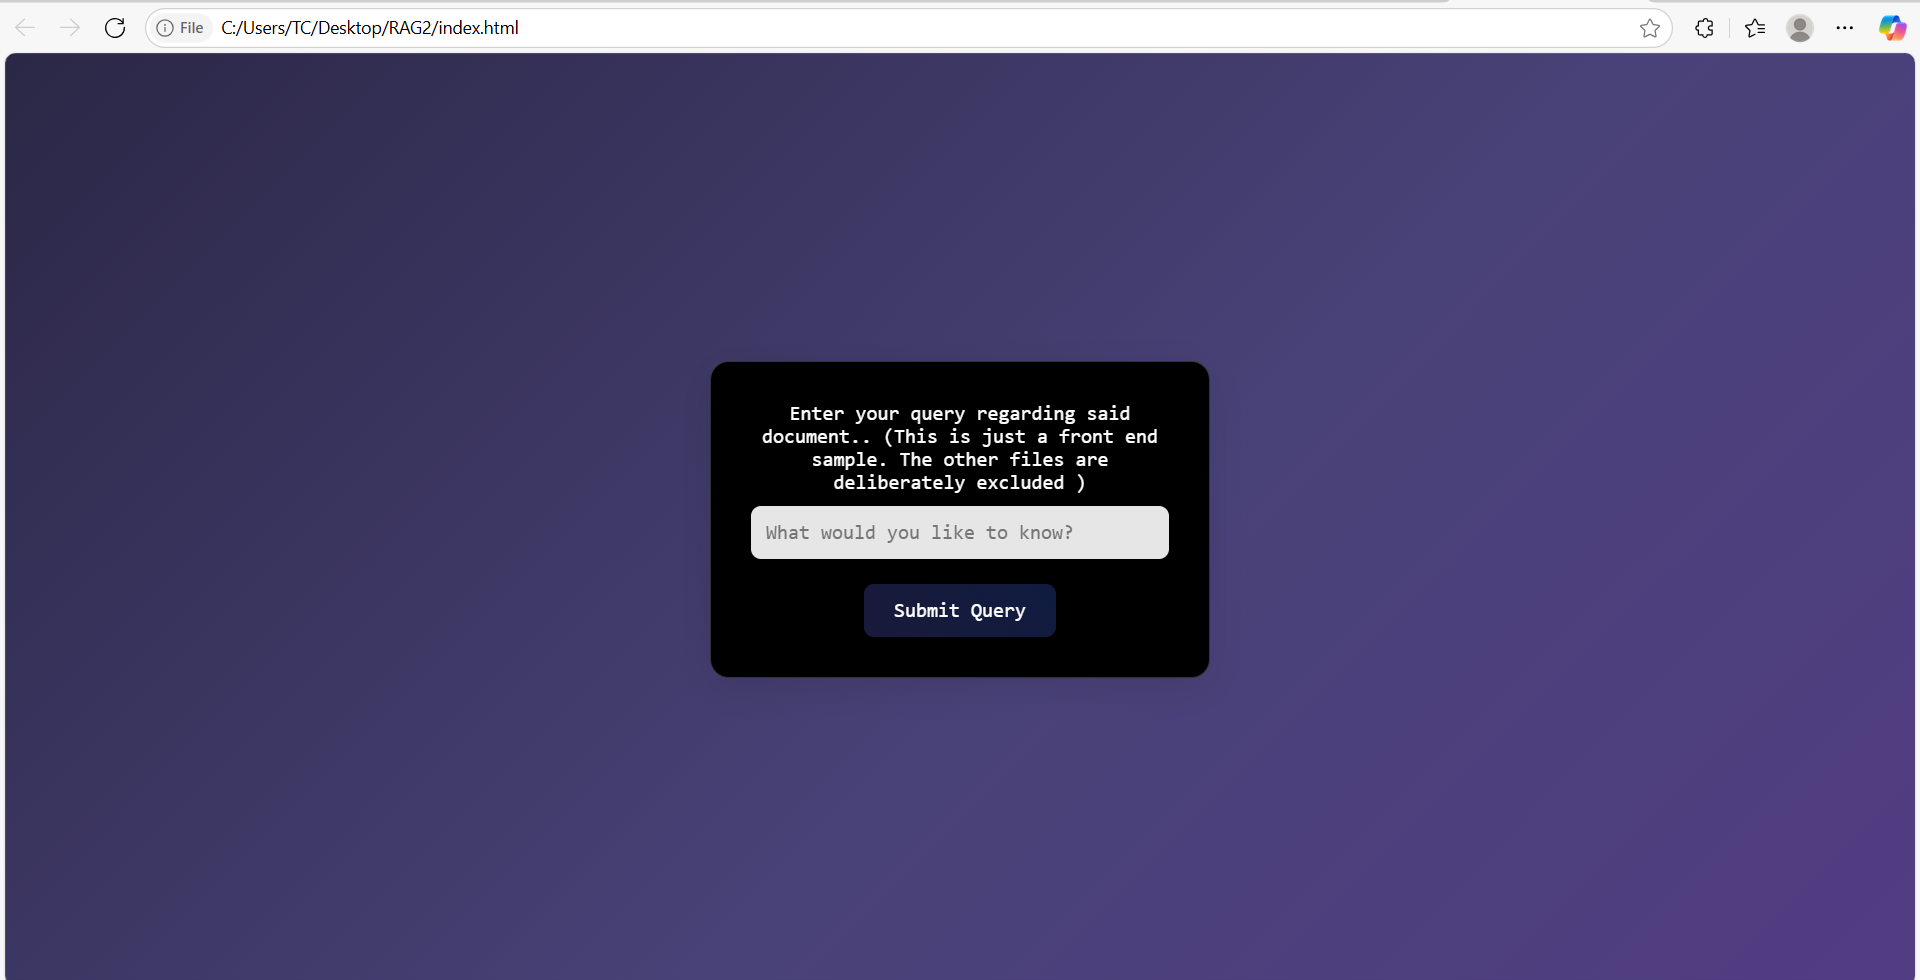 File C:/Users/TC/Desktop/RAG2/index.html
Enter your query regarding said
document.. (This is just a front end
sample. The other files are
deliberately excluded )
What would you like to know?
Submit Query